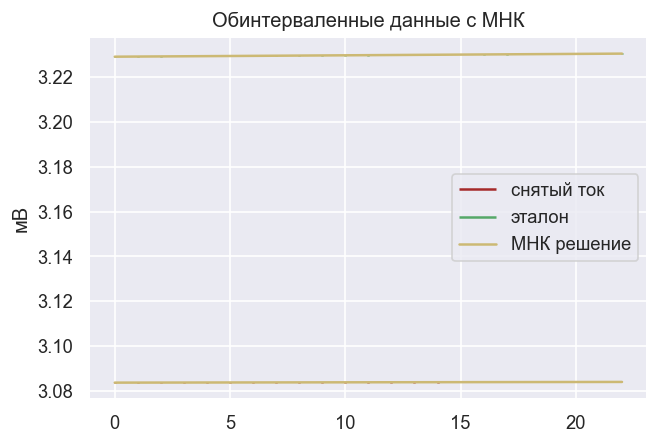 Обинтерваленные данные с МНК
мВ
3.22
3.20
3.18
3.16
3.14
3.12
3.10
3.08
0 5 10 15 20
снятый ток
эталон
МНК решение